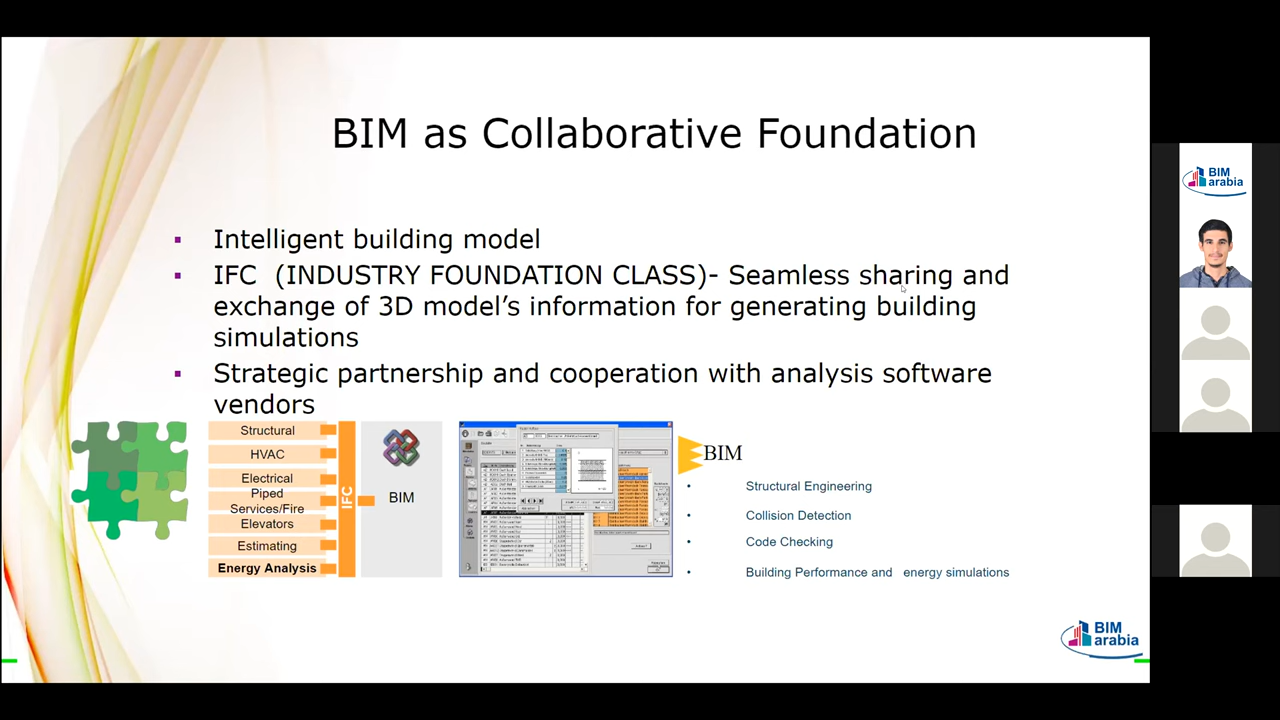 BIM as Collaborative Foundation
Intelligent building model
IFC (INDUSTRY FOUNDATION CLASS)- Seamless sharing and
exchange of 3D model’s information for generating building
simulations
Strategic partnership and cooperation with analysis software
vendors
Structural
HVAC
Electrical
Piped
Services/Fire
Elevators
Estimating
Energy Analysis
IFC
BIM
BIM
Structural Engineering
Collision Detection
Code Checking
Building Performance and energy simulations
BIM
arabia
BIM
arabia